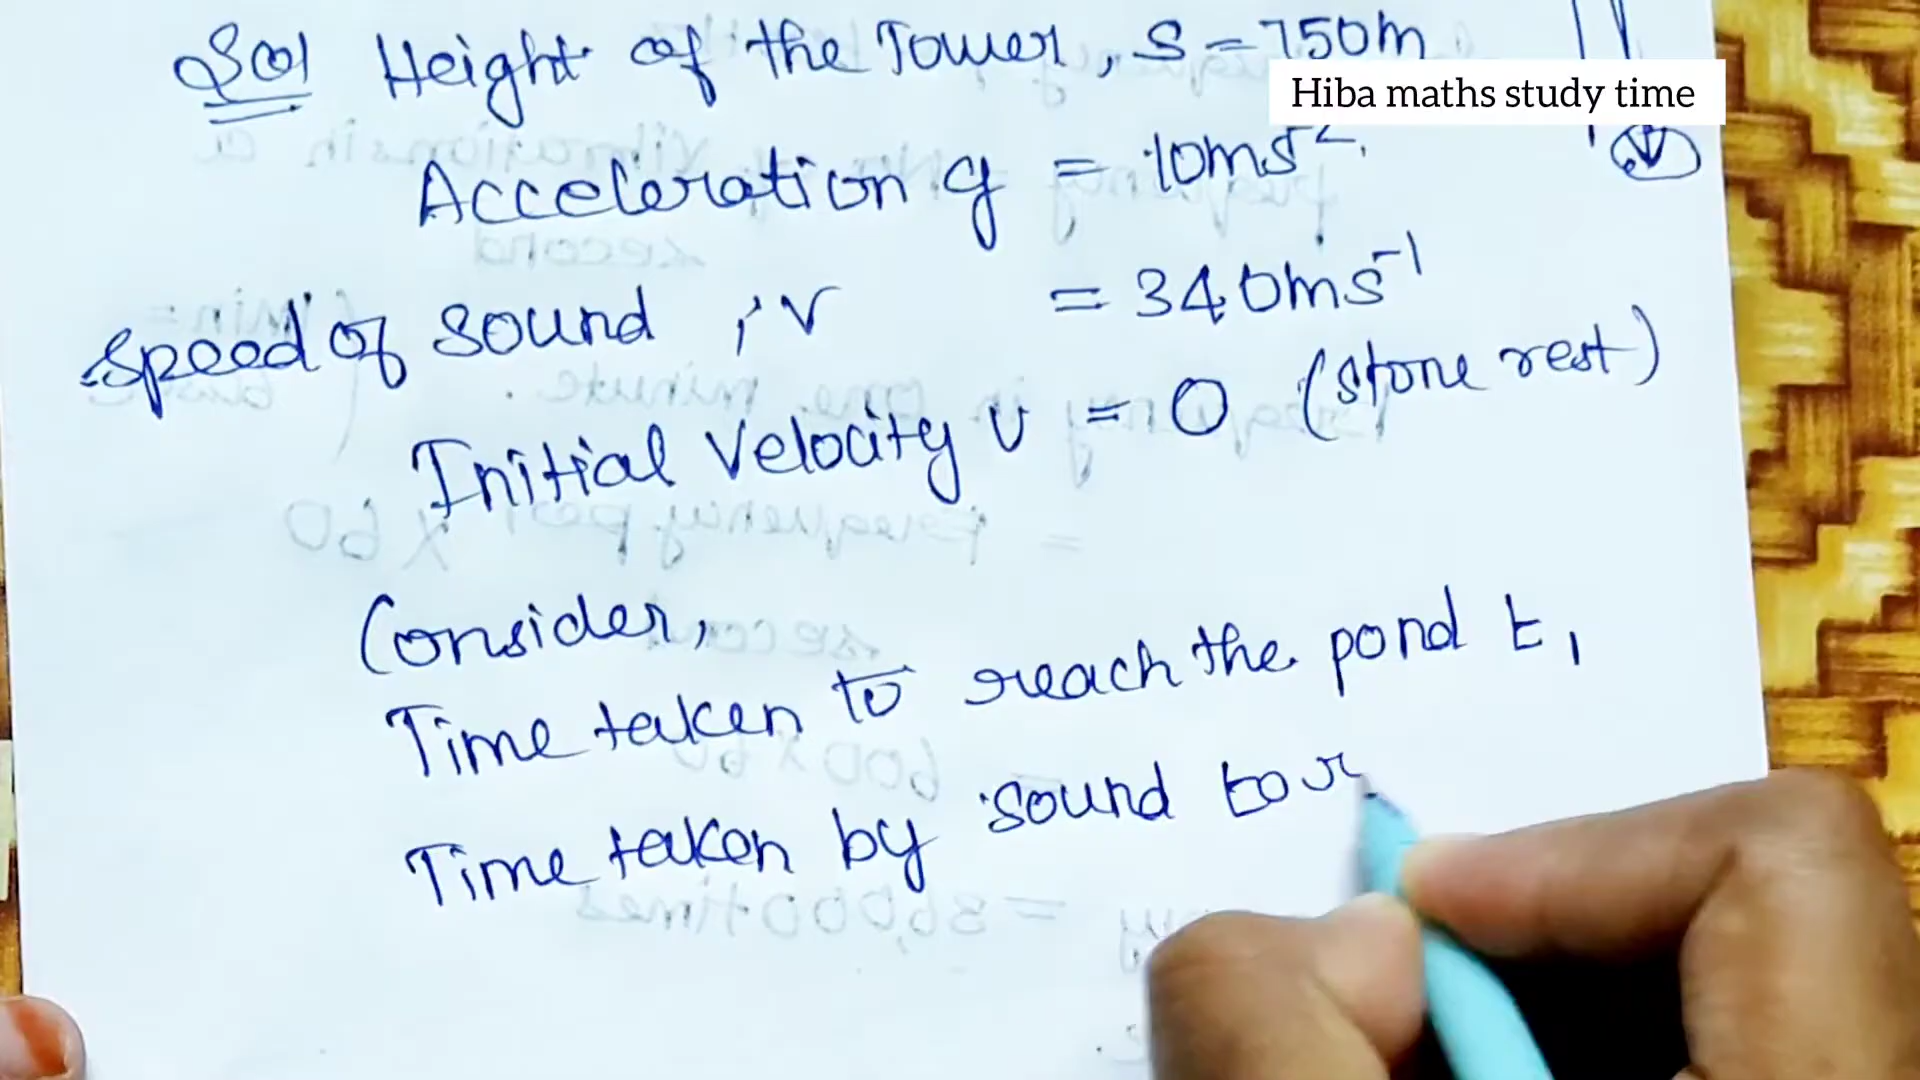 Sol Height of the Tower, S = 750m
Hiba maths study time
Acceleration g = 10ms⁻².
Speed of sound, v = 340ms⁻¹
Initial velocity u = 0 (stone rest)
Consider,
Time taken to reach the pond t₁
Time taken by sound to r